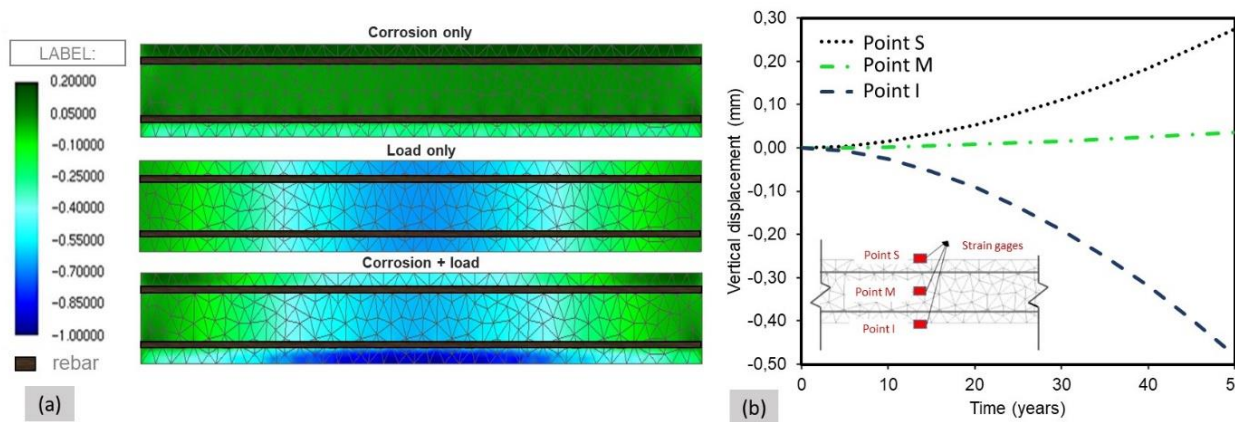 Corrosion only
LABEL:
0.20000
0.05000
-0.10000
-0.25000
-0.40000
-0.55000
-0.70000
-0.85000
-1.00000
rebar
Load only
Corrosion + load
(a)
0,30
0,20
0,10
0,00
-0,10
-0,20
-0,30
-0,40
-0,50
Vertical displacement (mm)
Point S
Point M
Point I
Strain gages
Point S
Point M
Point I
0 10 20 30 40 50
Time (years)
(b)